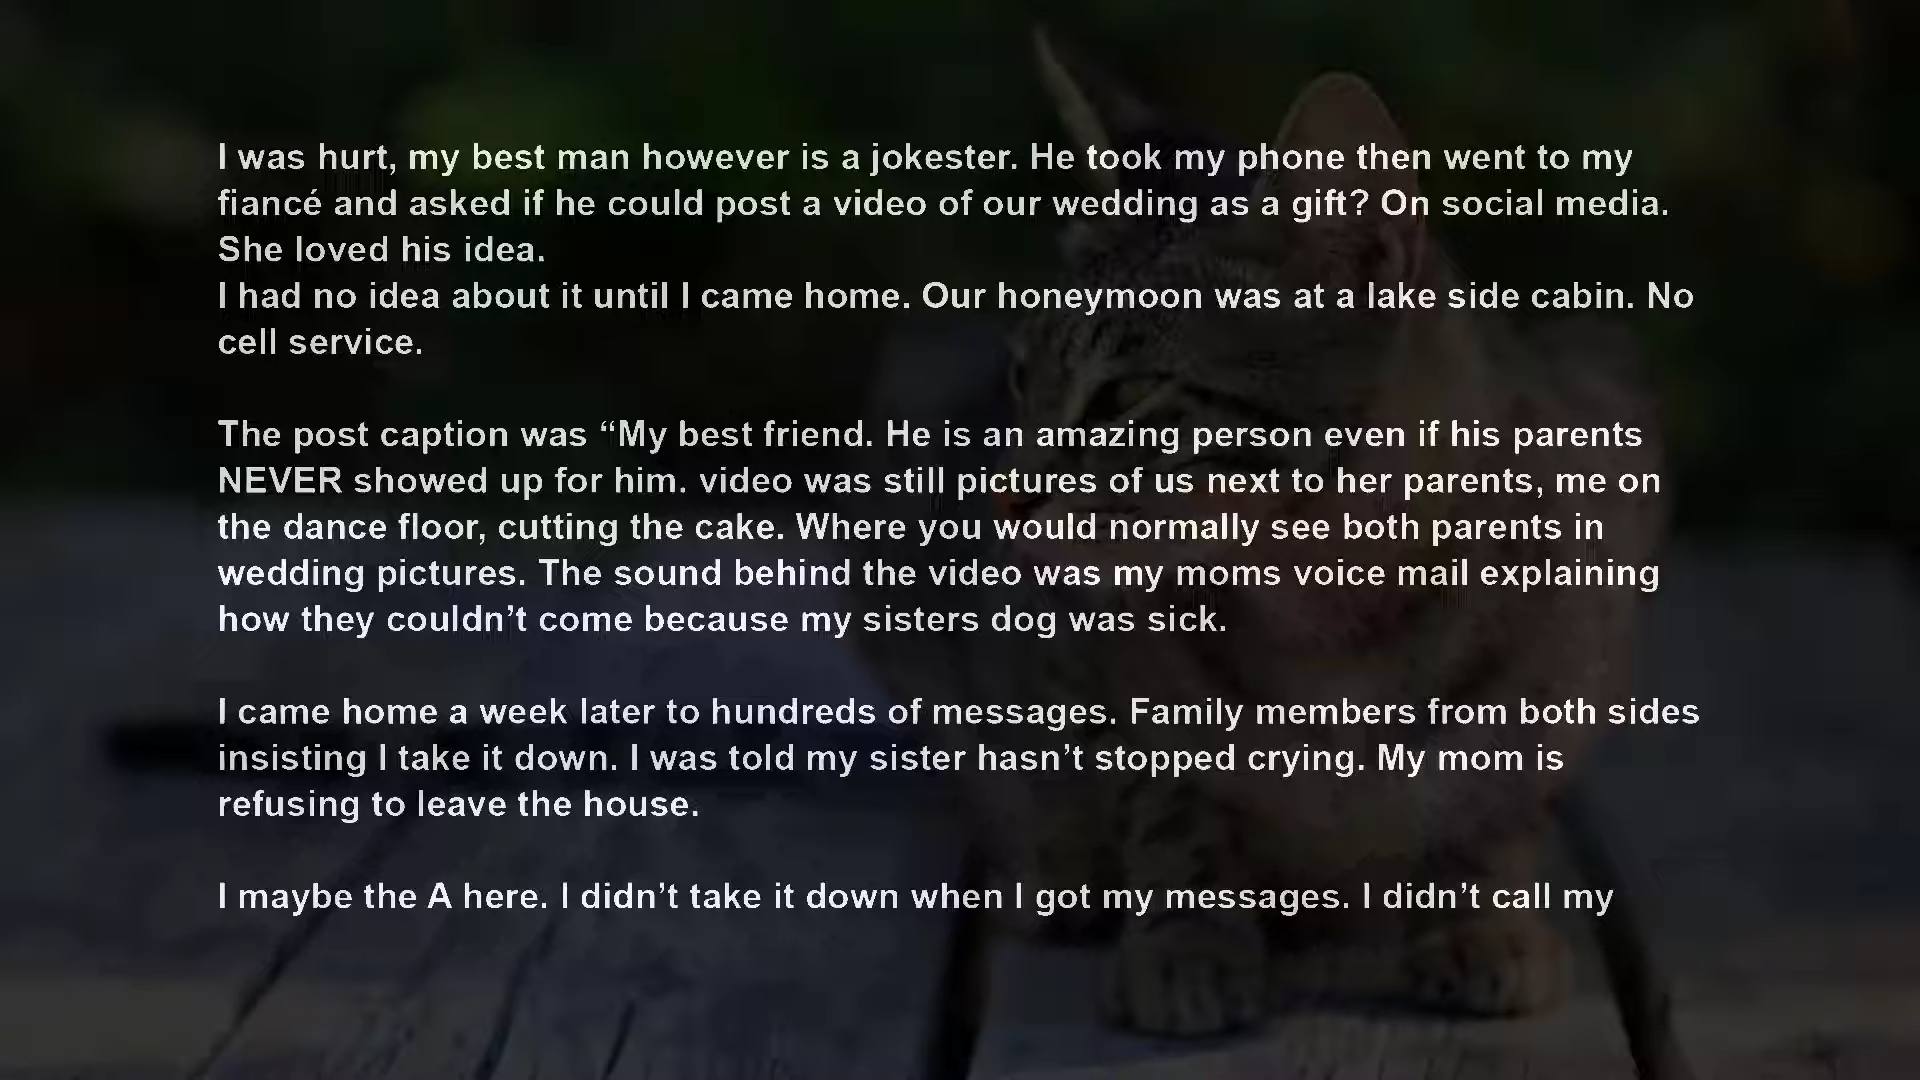 I was hurt, my best man however is a jokester. He took my phone then went to my
fiancé and asked if he could post a video of our wedding as a gift? On social media.
She loved his idea.
I had no idea about it until I came home. Our honeymoon was at a lake side cabin. No
cell service.
The post caption was “My best friend. He is an amazing person even if his parents
NEVER showed up for him. video was still pictures of us next to her parents, me on
the dance floor, cutting the cake. Where you would normally see both parents in
wedding pictures. The sound behind the video was my moms voice mail explaining
how they couldn’t come because my sisters dog was sick.
I came home a week later to hundreds of messages. Family members from both sides
insisting I take it down. I was told my sister hasn’t stopped crying. My mom is
refusing to leave the house.
I maybe the A here. I didn’t take it down when I got my messages. I didn’t call my